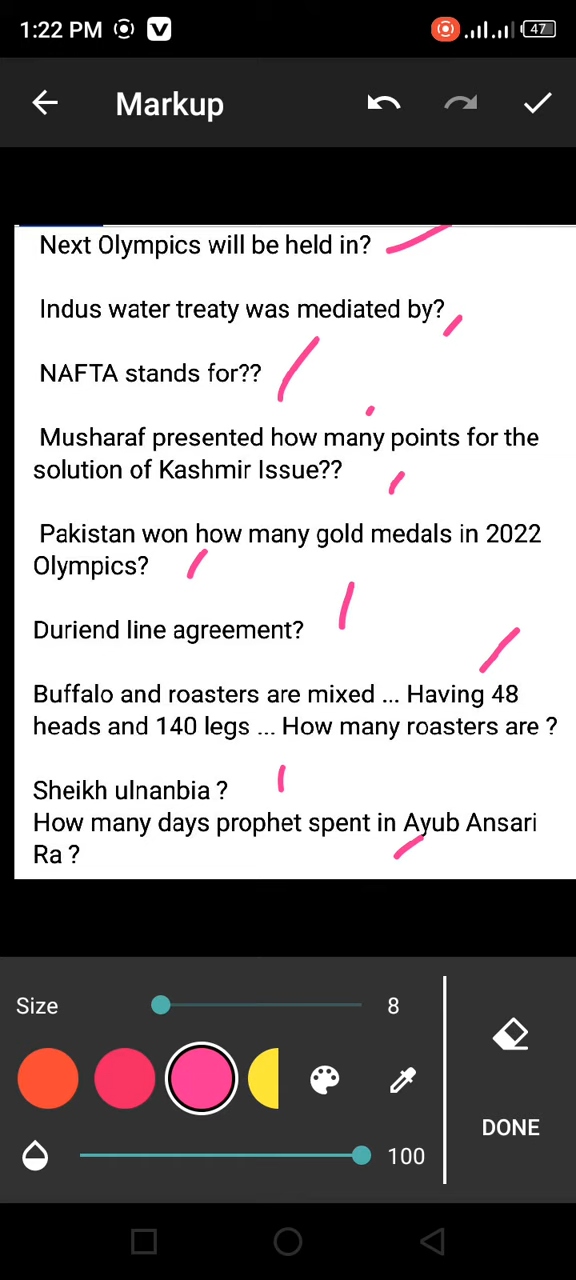 1:22 PM
47
Markup
Next Olympics will be held in?
Indus water treaty was mediated by?
NAFTA stands for??
Musharaf presented how many points for the
solution of Kashmir Issue??
Pakistan won how many gold medals in 2022
Olympics?
Duriend line agreement?
Buffalo and roasters are mixed ... Having 48
heads and 140 legs ... How many roasters are ?
Sheikh ulnanbia ?
How many days prophet spent in Ayub Ansari
Ra ?
Size
8
DONE
100